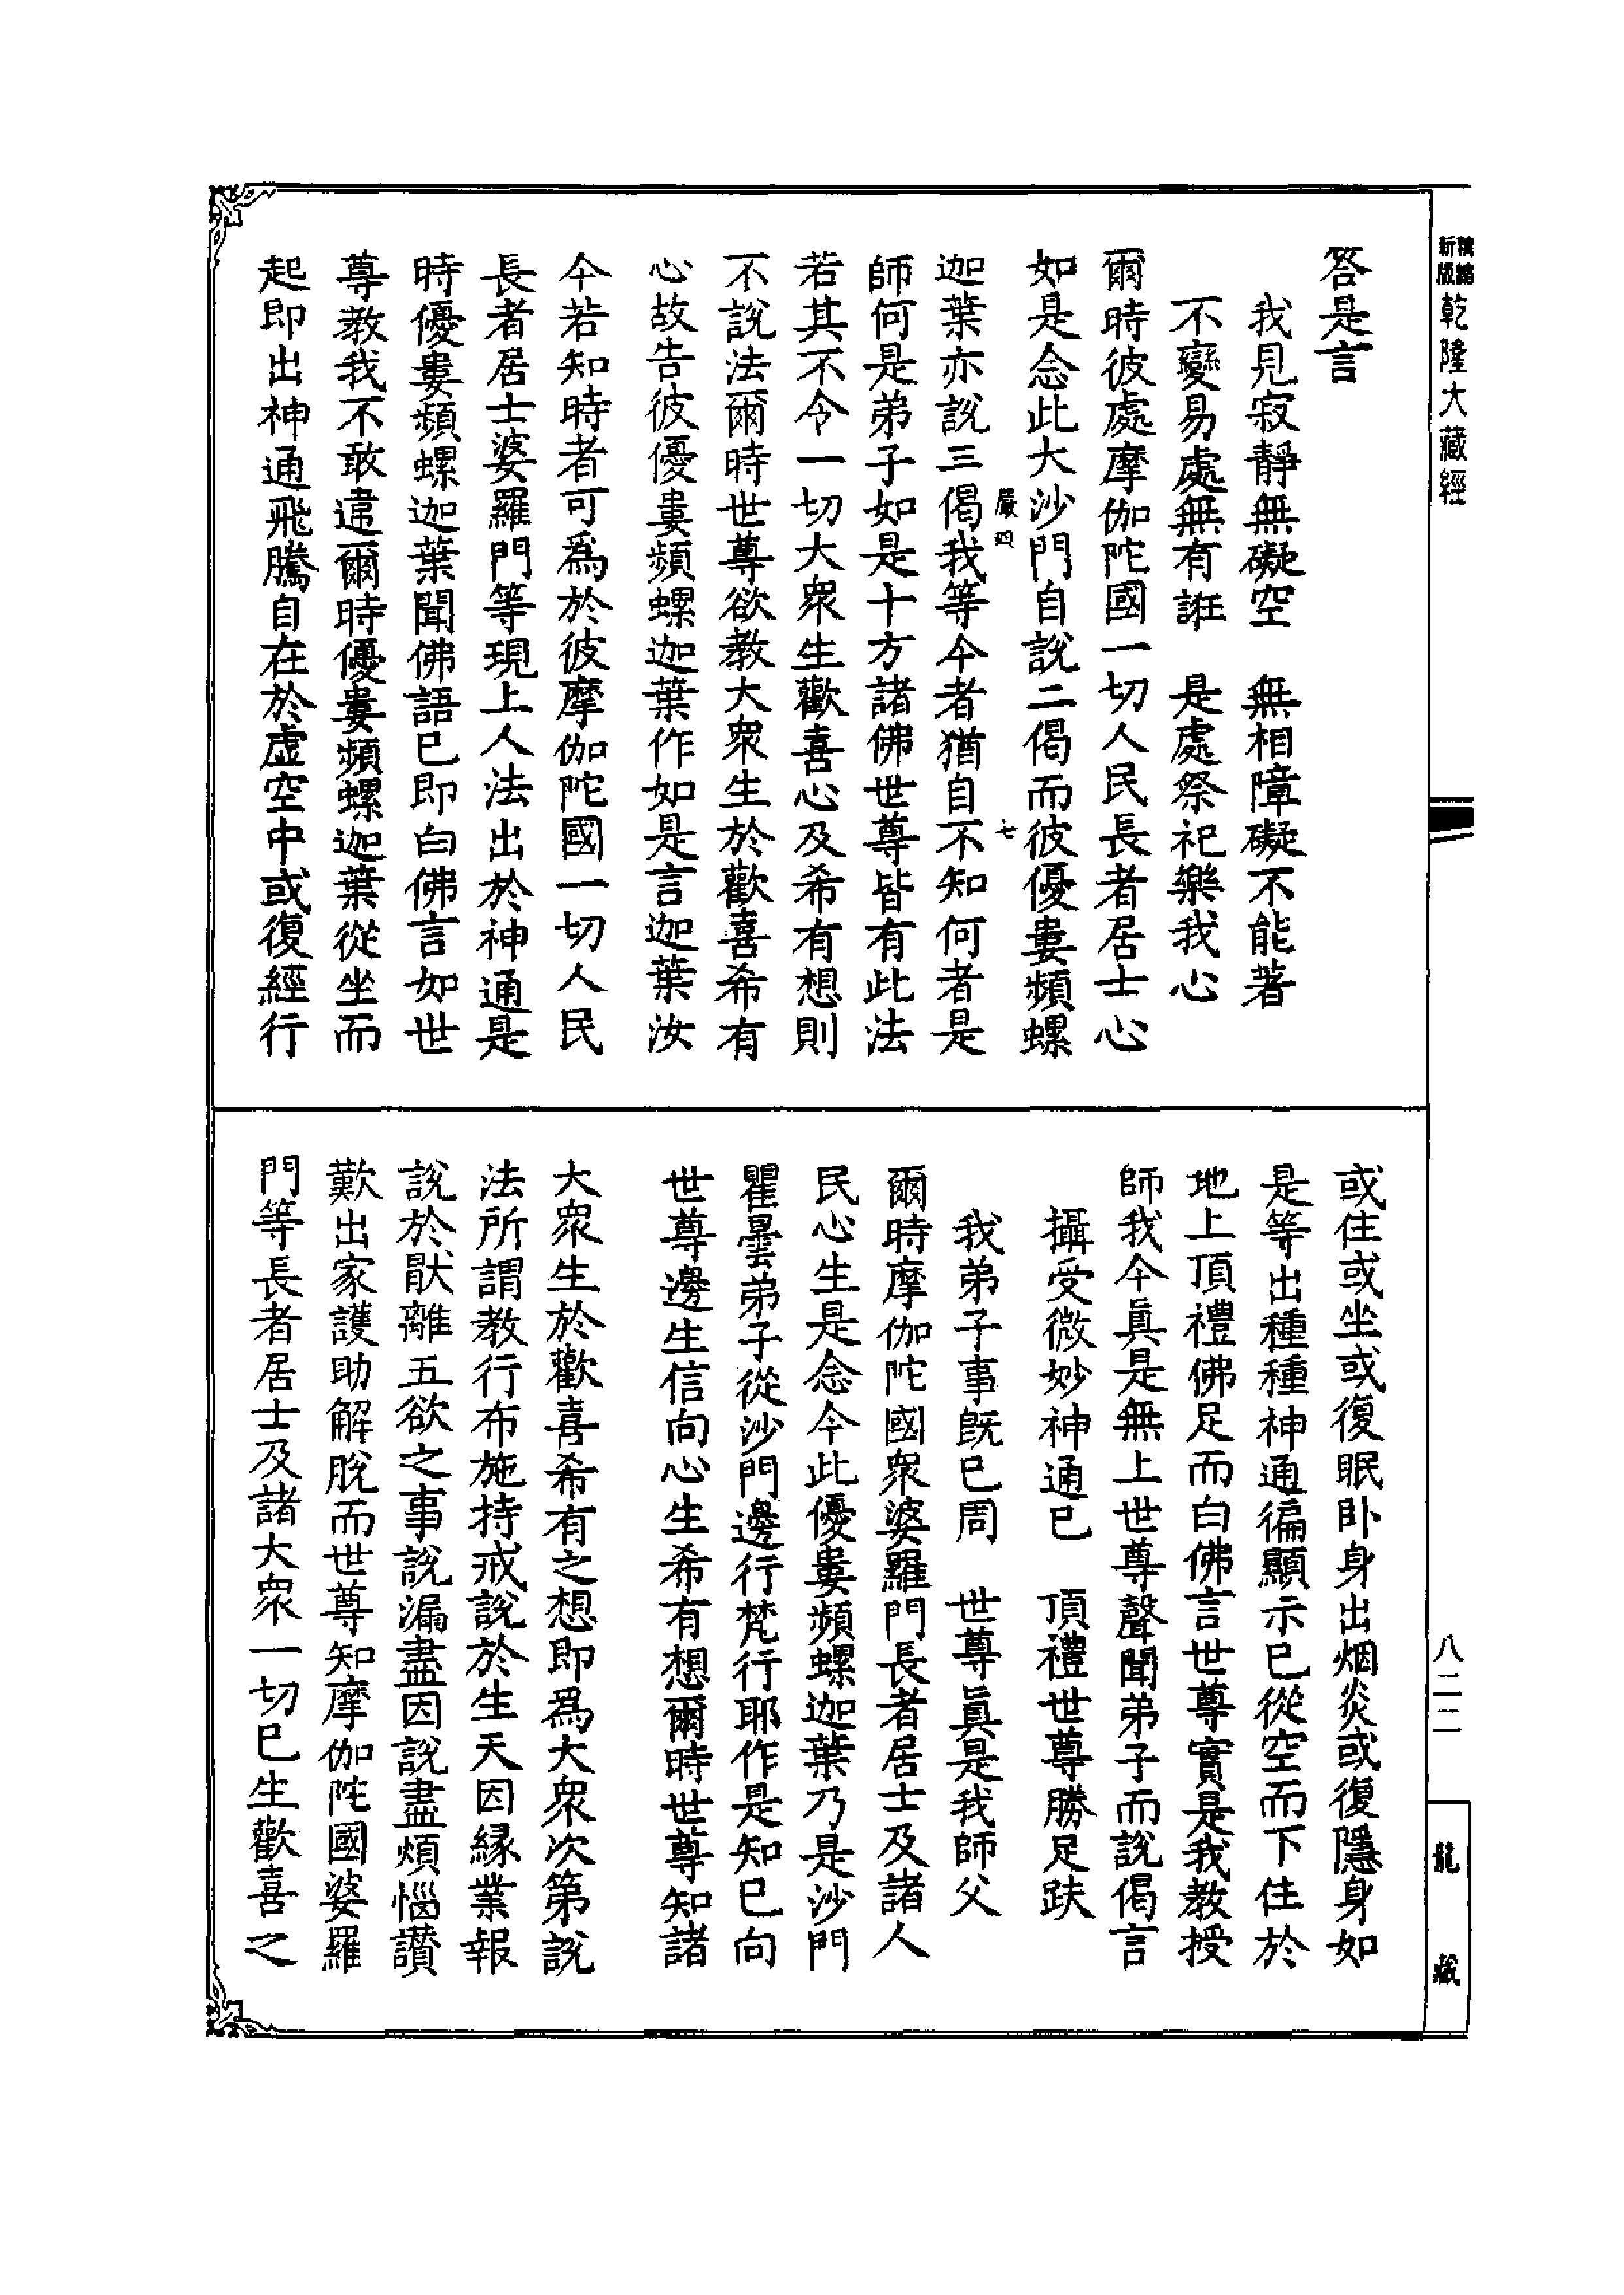 精編新版
乾隆大藏經
答是言
我見寂靜無礙空　無相障礙不能著
不變易處無有誑　是處祭祀樂我心
爾時彼處摩伽陀國一切人民長者居士心
如是念此大沙門自說二偈而彼優婁頻螺
嚴四　七
迦葉亦說三偈我等今者猶自不知何者是
師何是弟子如是十方諸佛世尊皆有此法
若其不令一切大眾生歡喜心及希有想則
不說法爾時世尊欲教大眾生於歡喜希有
心故告彼優婁頻螺迦葉作如是言迦葉汝
今若知時者可為於彼摩伽陀國一切人民
長者居士婆羅門等現上人法出於神通是
時優婁頻螺迦葉聞佛語已即白佛言如世
尊教我不敢違爾時優婁頻螺迦葉從坐而
起即出神通飛騰自在於虛空中或復經行
或住或坐或復眠卧身出烟炎或復隱身如
是等出種種神通徧顯示已從空而下住於
地上頂禮佛足而白佛言世尊實是我教授
師我今真是無上世尊聲聞弟子而說偈言
攝受微妙神通已　頂禮世尊勝足趺
我弟子事既已周　世尊真是我師父
爾時摩伽陀國眾婆羅門長者居士及諸人
民心生是念今此優婁頻螺迦葉乃是沙門
瞿曇弟子從沙門邊行梵行耶作是知已向
世尊邊生信向心生希有想爾時世尊知諸
大眾生於歡喜希有之想即為大眾次第說
法所謂教行布施持戒說於生天因緣業報
說於猒離五欲之事說漏盡因說盡煩惱讚
歎出家護助解脫而世尊知摩伽陀國婆羅
門等長者居士及諸大眾一切已生歡喜之
八二二
龍藏